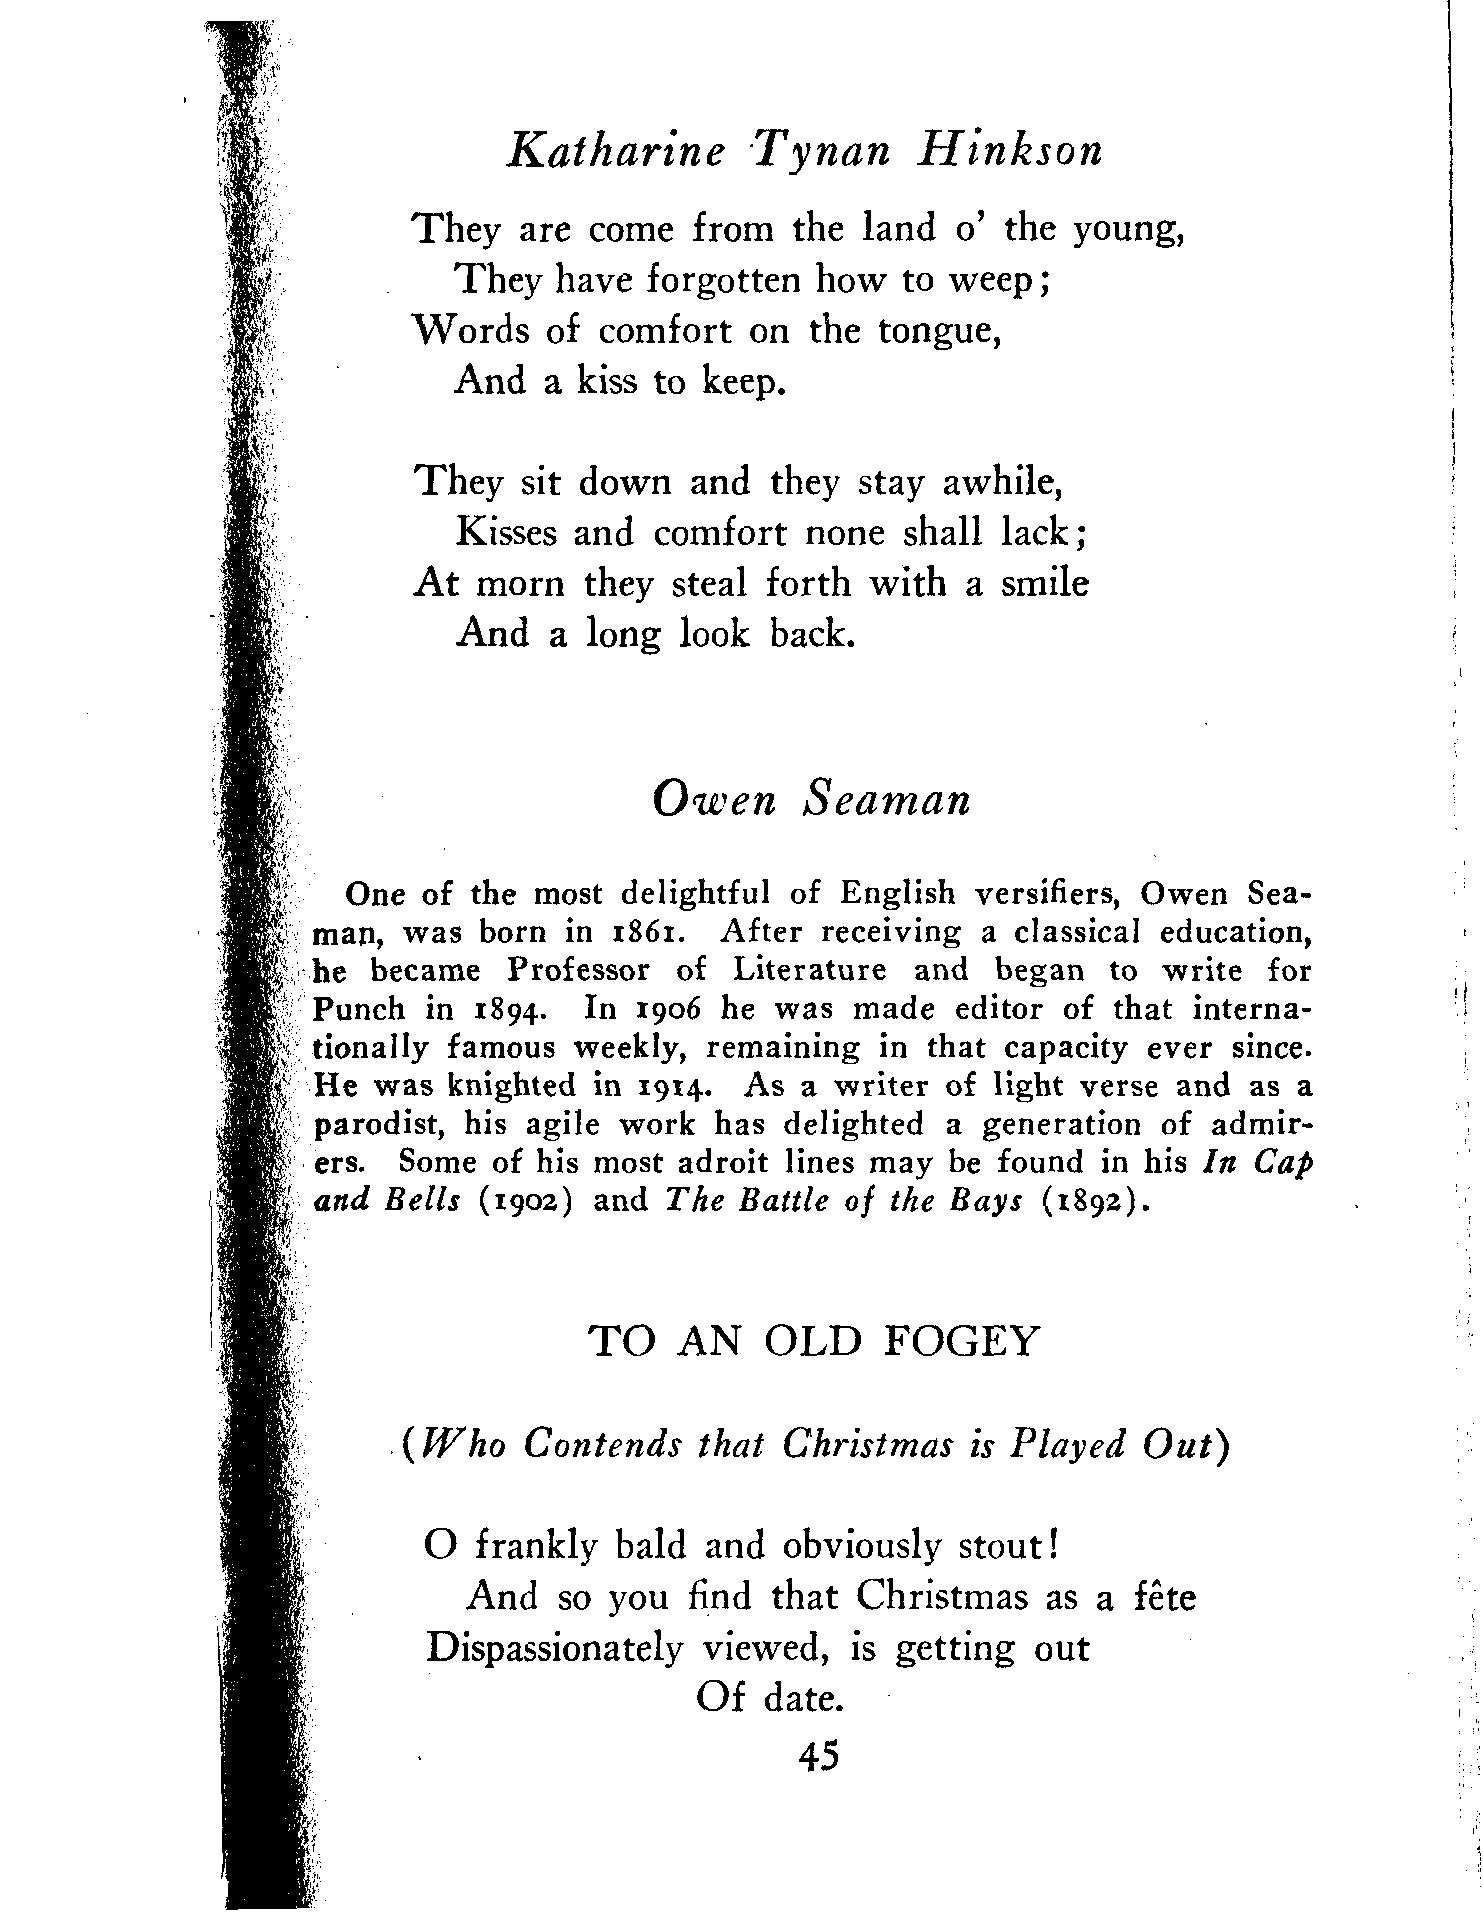 Katharine Tynan Hinkson
They are come from the land o' the young,
They have forgotten how to weep;
Words of comfort on the tongue,
And a kiss to keep.
They sit down and they stay awhile,
Kisses and comfort none shall lack;
At morn they steal forth with a smile
And a long look back.
Owen Seaman
One of the most delightful of English versifiers, Owen Sea-
man, was born in 1861. After receiving a classical education,
he became Professor of Literature and began to write for
Punch in 1894. In 1906 he was made editor of that interna-
tionally famous weekly, remaining in that capacity ever since.
He was knighted in 1914. As a writer of light verse and as a
parodist, his agile work has delighted a generation of admir-
ers. Some of his most adroit lines may be found in his In Cap
and Bells (1902) and The Battle of the Bays (1892).
TO AN OLD FOGEY
(Who Contends that Christmas is Played Out)
O frankly bald and obviously stout!
And so you find that Christmas as a fête
Dispassionately viewed, is getting out
Of date.
45